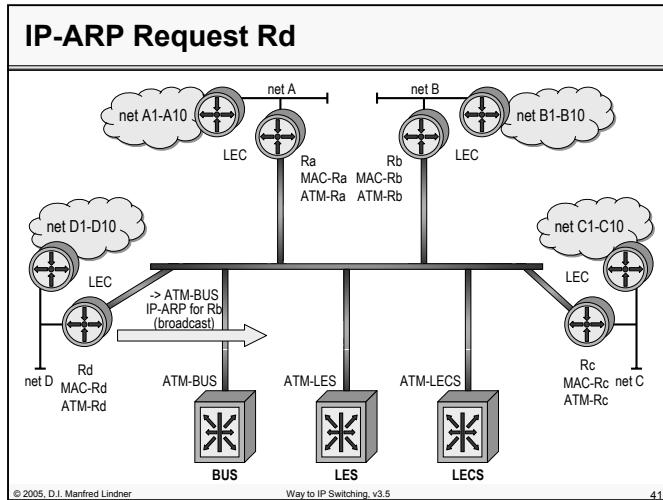 IP-ARP Request Rd
net A
net B
net A1-A10
net B1-B10
LEC
Ra
MAC-Ra
ATM-Ra
Rb
MAC-Rb
ATM-Rb
LEC
net D1-D10
net C1-C10
LEC
LEC
-> ATM-BUS
IP-ARP for Rb
(broadcast)
Rd
net D
MAC-Rd
ATM-Rd
Rc
MAC-Rc
net C
ATM-Rc
ATM-BUS
ATM-LES
ATM-LECS
BUS
LES
LECS
© 2005, D.I. Manfred Lindner
Way to IP Switching, v3.5
41